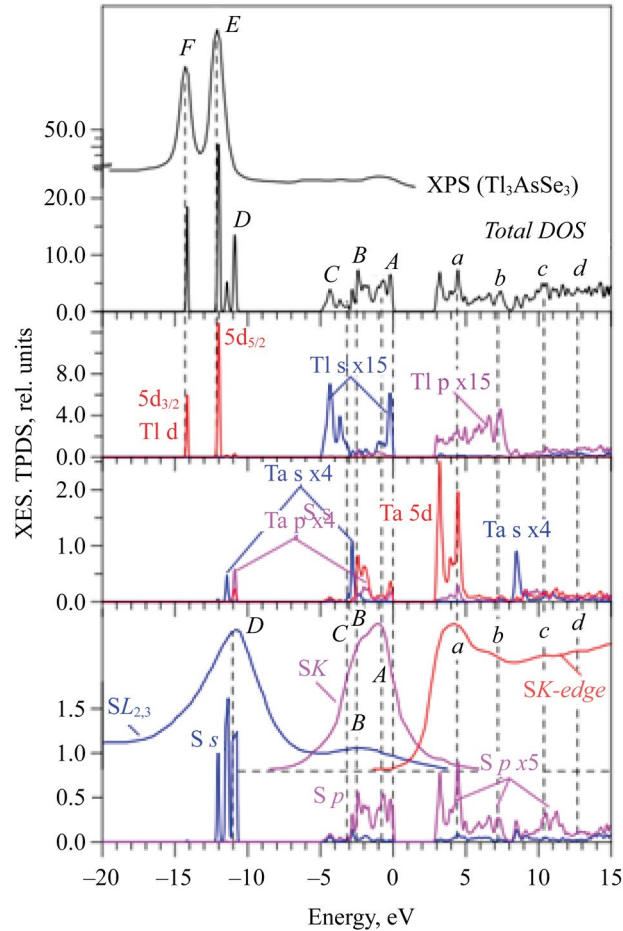 F
E
50.0
XPS (Tl₃AsSe₃)
20.0
D
Total DOS
10.0
C
B
A
a
b
c
d
0.0
5d₅/₂
8.0
Tl s x15
Tl p x15
5d₃/₂
4.0
Tl d
0.0
XES. TPDS, rel. units
Ta s x4
2.0
S s
Ta p x4
Ta 5d
Ta s x4
1.0
0.0
D
C
B
A
a
b
c
d
SK
SK-edge
1.5
SL₂,₃
B
S s
1.0
S p x5
0.5
S p
0.0
−20
−15
−10
−5
0
5
10
15
Energy, eV